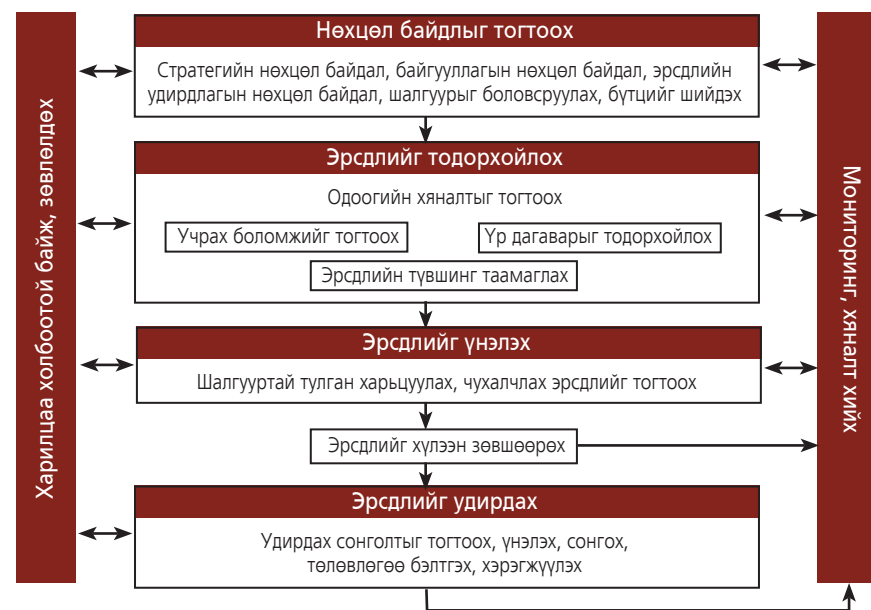 Харилцаа холбоотой байж, зөвлөлдөх
Нөхцөл байдлыг тогтоох
Стратегийн нөхцөл байдал, байгууллагын нөхцөл байдал, эрсдлийн
удирдлагын нөхцөл байдал, шалгуурыг боловсруулах, бүтцийг шийдэх
Эрсдлийг тодорхойлох
Одоогийн хяналтыг тогтоох
Учрах боломжийг тогтоох
Үр дагаварыг тодорхойлох
Эрсдлийн түвшинг таамаглах
Эрсдлийг үнэлэх
Шалгууртай тулган харьцуулах, чухалчлах эрсдлийг тогтоох
Эрсдлийг хүлээн зөвшөөрөх
Эрсдлийг удирдах
Удирдах сонголтыг тогтоох, үнэлэх, сонгох,
төлөвлөгөө бэлтгэх, хэрэгжүүлэх
Мониторинг, хяналт хийх